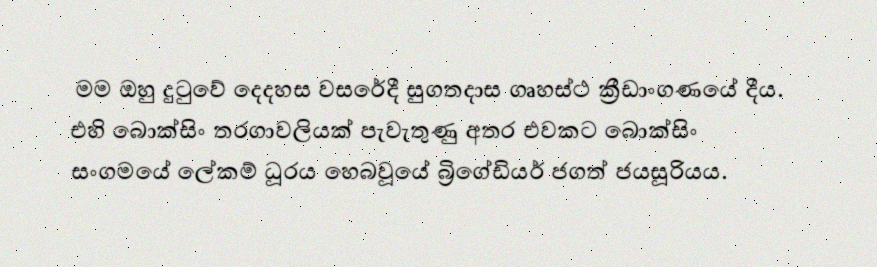 මම ඔහු දුටුවේ දෙදහස වසරේදී සුගතදාස ගෘහස්ථ ක්‍රීඩාංගණයේ දීය.
එහි බොක්සිං තරගාවලියක් පැවැතුණු අතර එවකට බොක්සිං
සංගමයේ ලේකම් ධූරය හෙබවූයේ බ්‍රිගේඩියර් ජගත් ජයසූරියය.